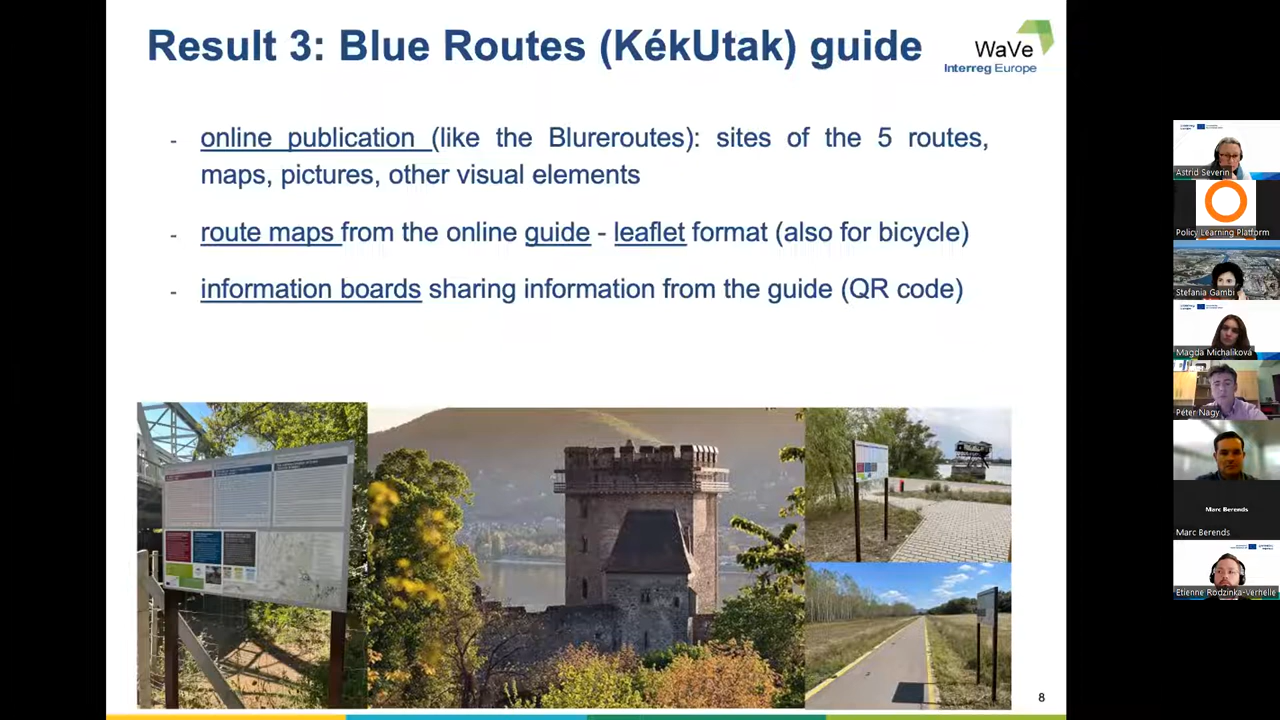 Result 3: Blue Routes (KékUtak) guide
WaVe
Interreg Europe
- online publication (like the Blureroutes): sites of the 5 routes,
maps, pictures, other visual elements
- route maps from the online guide - leaflet format (also for bicycle)
- information boards sharing information from the guide (QR code)
8
Astrid Severin
Policy Learning Platform
Stefania Gambi
Magda Michaliková
Péter Nagy
Marc Berends
Marc Berends
Etienne Rodzinka-Verhelle